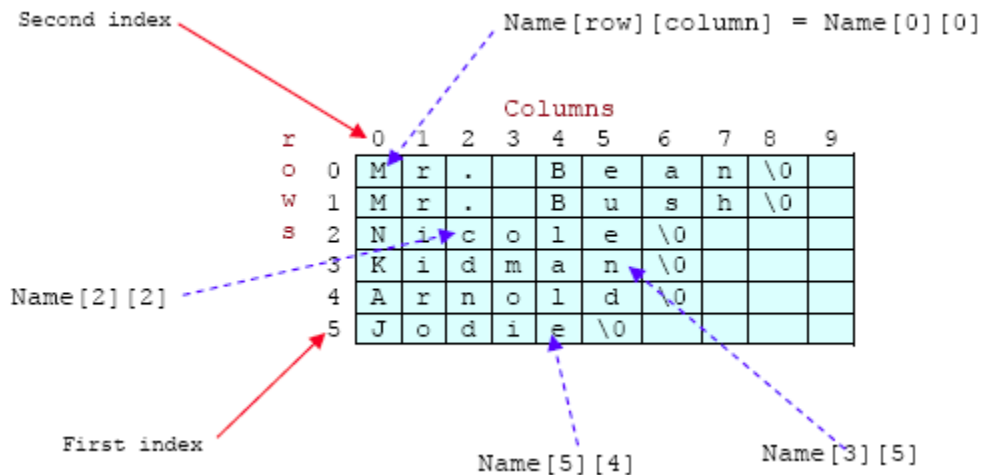 Second index
Name[row][column] = Name[0][0]
Columns
rows
0 1 2 3 4 5 6 7 8 9
0 M r . B e a n \0
1 M r . B u s h \0
2 N i c o l e \0
3 K i d m a n \0
Name[2][2]
4 A r n o l d \0
5 J o d i e \0
First index
Name[5][4]
Name[3][5]